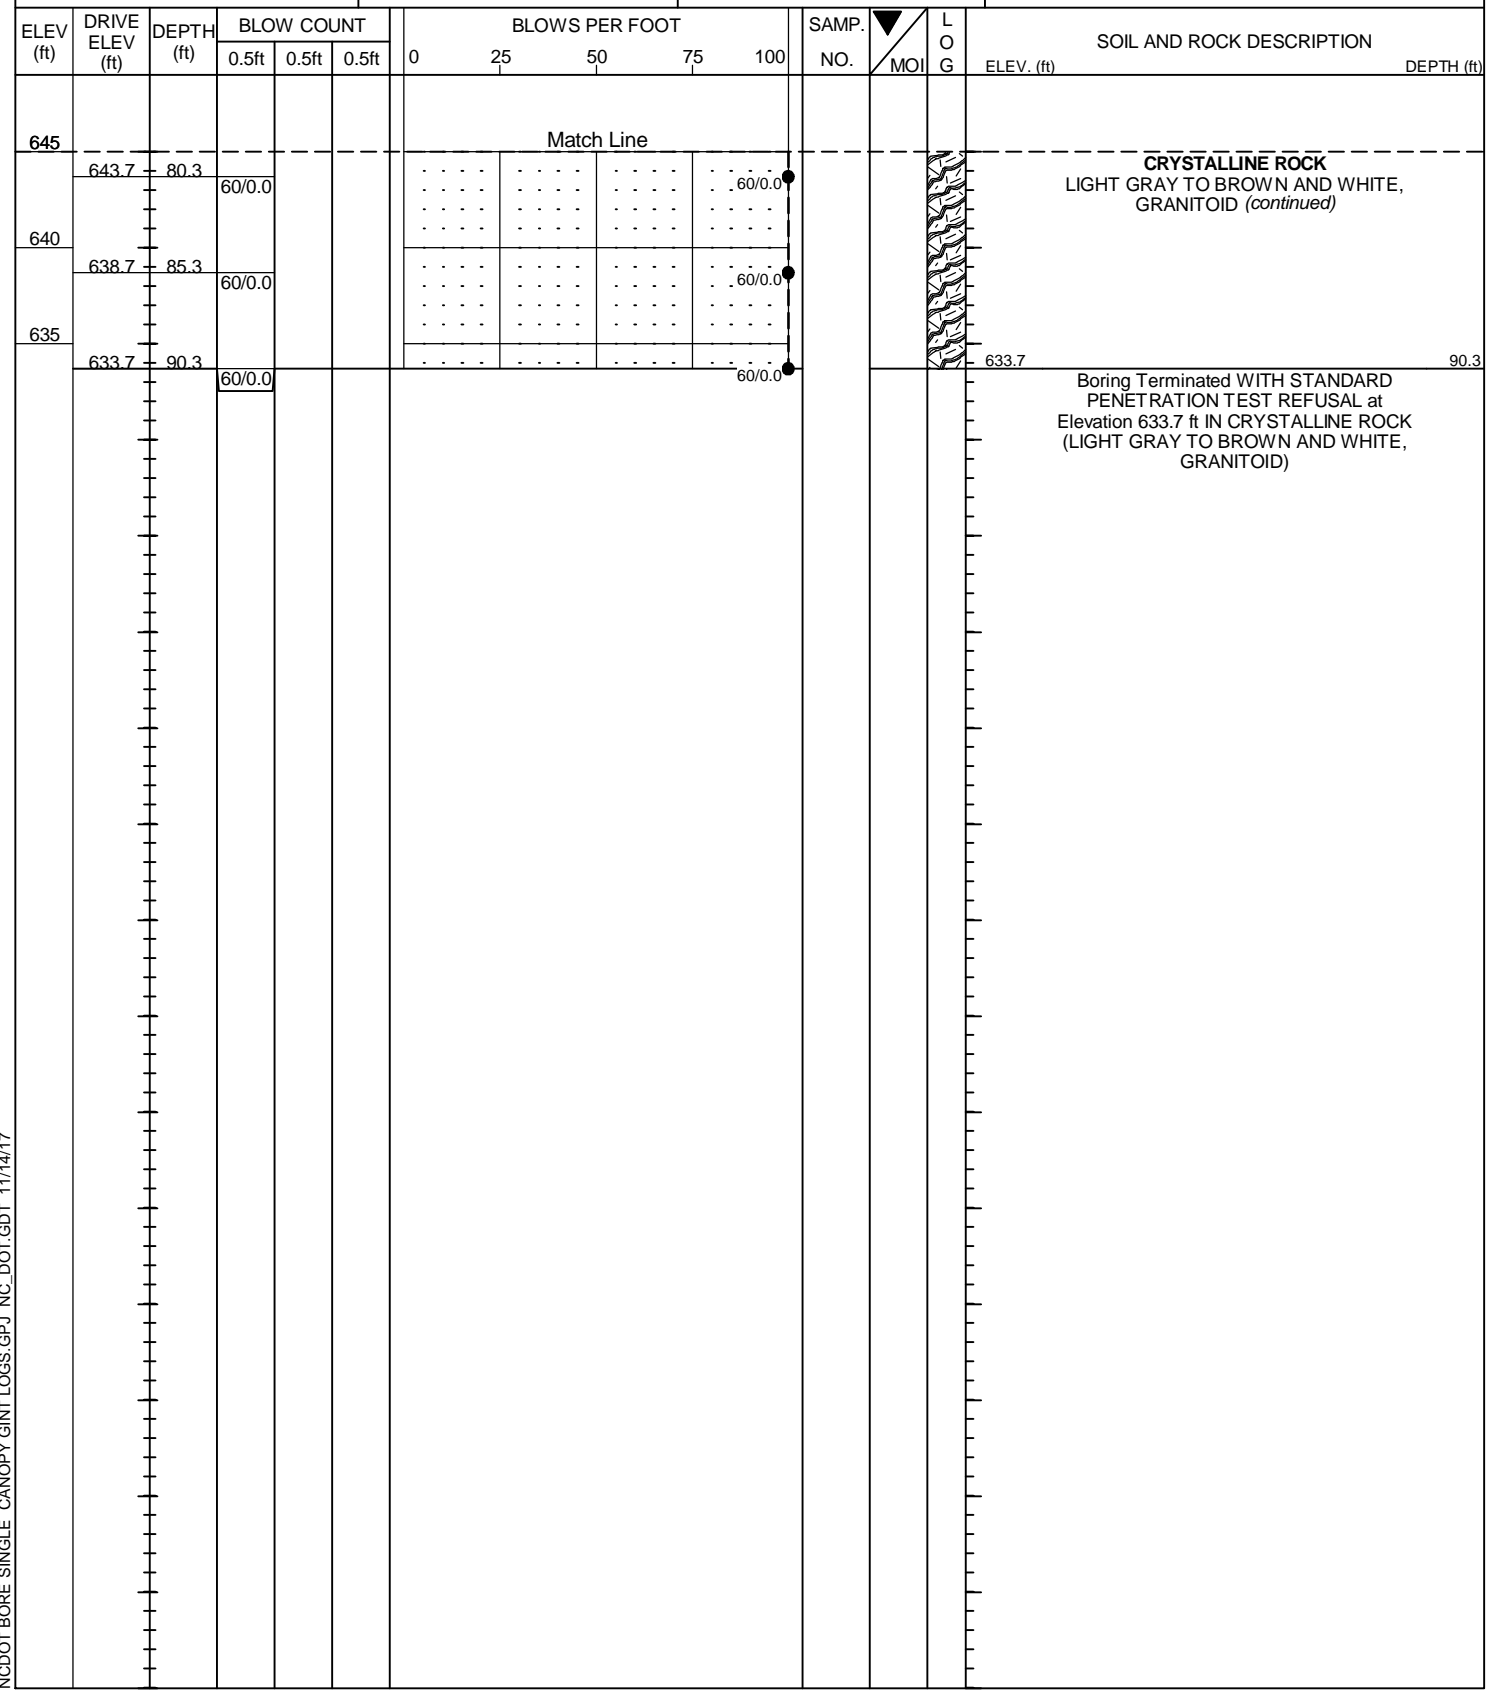 ELEV (ft)
DRIVE ELEV (ft)
DEPTH (ft)
BLOW COUNT
0.5ft 0.5ft 0.5ft
BLOWS PER FOOT
0 25 50 75 100
SAMP. NO.
MOI
L O G
SOIL AND ROCK DESCRIPTION
ELEV. (ft) DEPTH (ft)
645
Match Line
643.7 80.3
60/0.0 60/0.0
CRYSTALLINE ROCK
LIGHT GRAY TO BROWN AND WHITE,
GRANITOID (continued)
640
638.7 85.3
60/0.0 60/0.0
635
633.7 90.3
60/0.0 60/0.0
633.7 90.3
Boring Terminated WITH STANDARD
PENETRATION TEST REFUSAL at
Elevation 633.7 ft IN CRYSTALLINE ROCK
(LIGHT GRAY TO BROWN AND WHITE,
GRANITOID)
NCDOT BORE SINGLE CANOPY GINT LOGS.GPJ NC_DOT.GDT 11/14/17